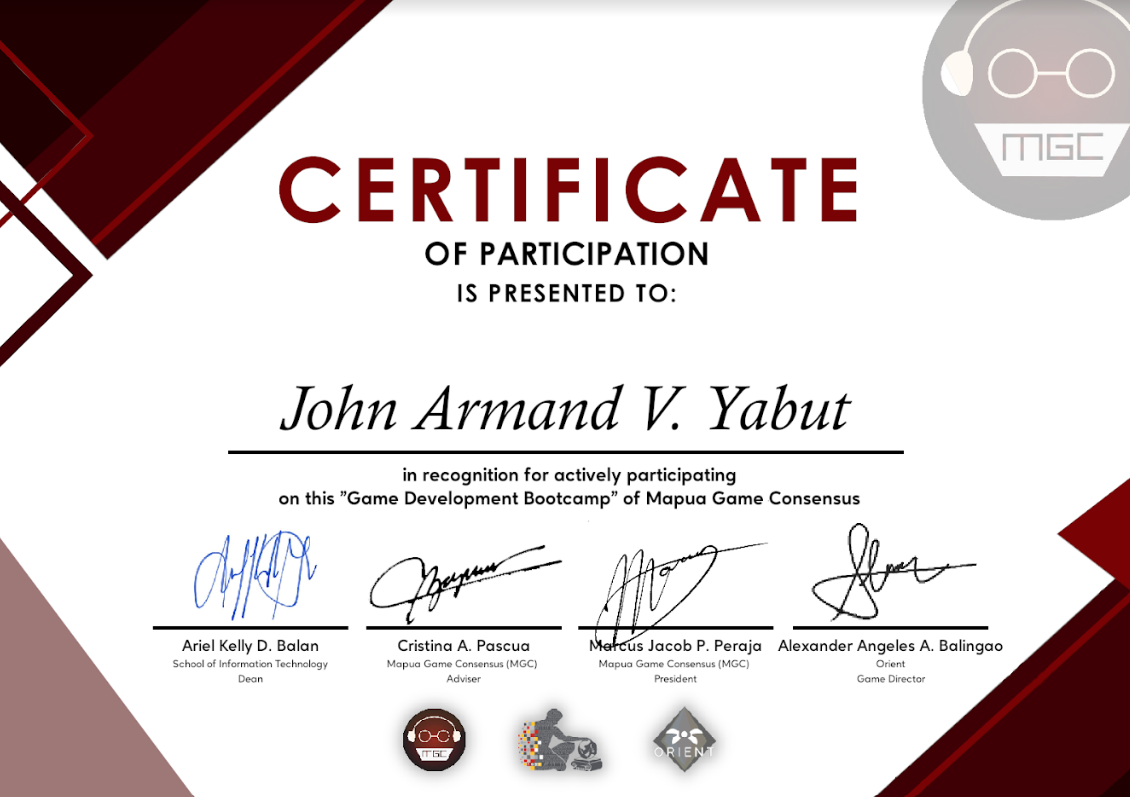 MGC
CERTIFICATE
OF PARTICIPATION
IS PRESENTED TO:
John Armand V. Yabut
in recognition for actively participating
on this ”Game Development Bootcamp” of Mapua Game Consensus
Ariel Kelly D. Balan
School of Information Technology
Dean
Cristina A. Pascua
Mapua Game Consensus (MGC)
Adviser
Marcus Jacob P. Peraja
Mapua Game Consensus (MGC)
President
Alexander Angeles A. Balingao
Orient
Game Director
MGC
ORIENT